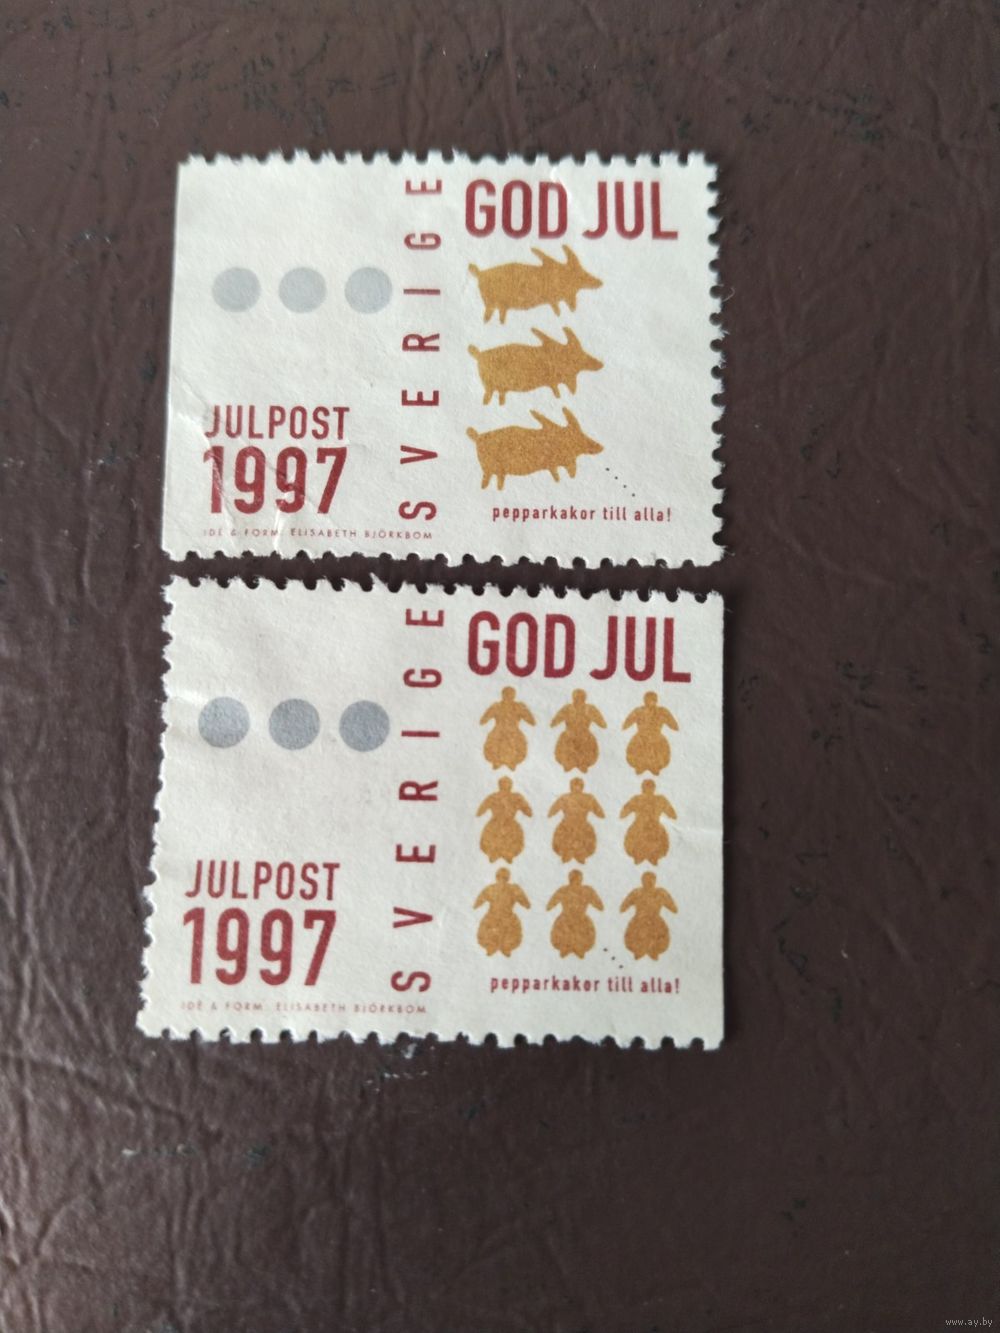 GOD JUL
SVERIGE
JULPOST
1997
IDÉ & FORM: ELISABETH BJÖRKBOM
pepparkakor till alla!
GOD JUL
SVERIGE
JULPOST
1997
IDÉ & FORM: ELISABETH BJÖRKBOM
pepparkakor till alla!
www.ay.by